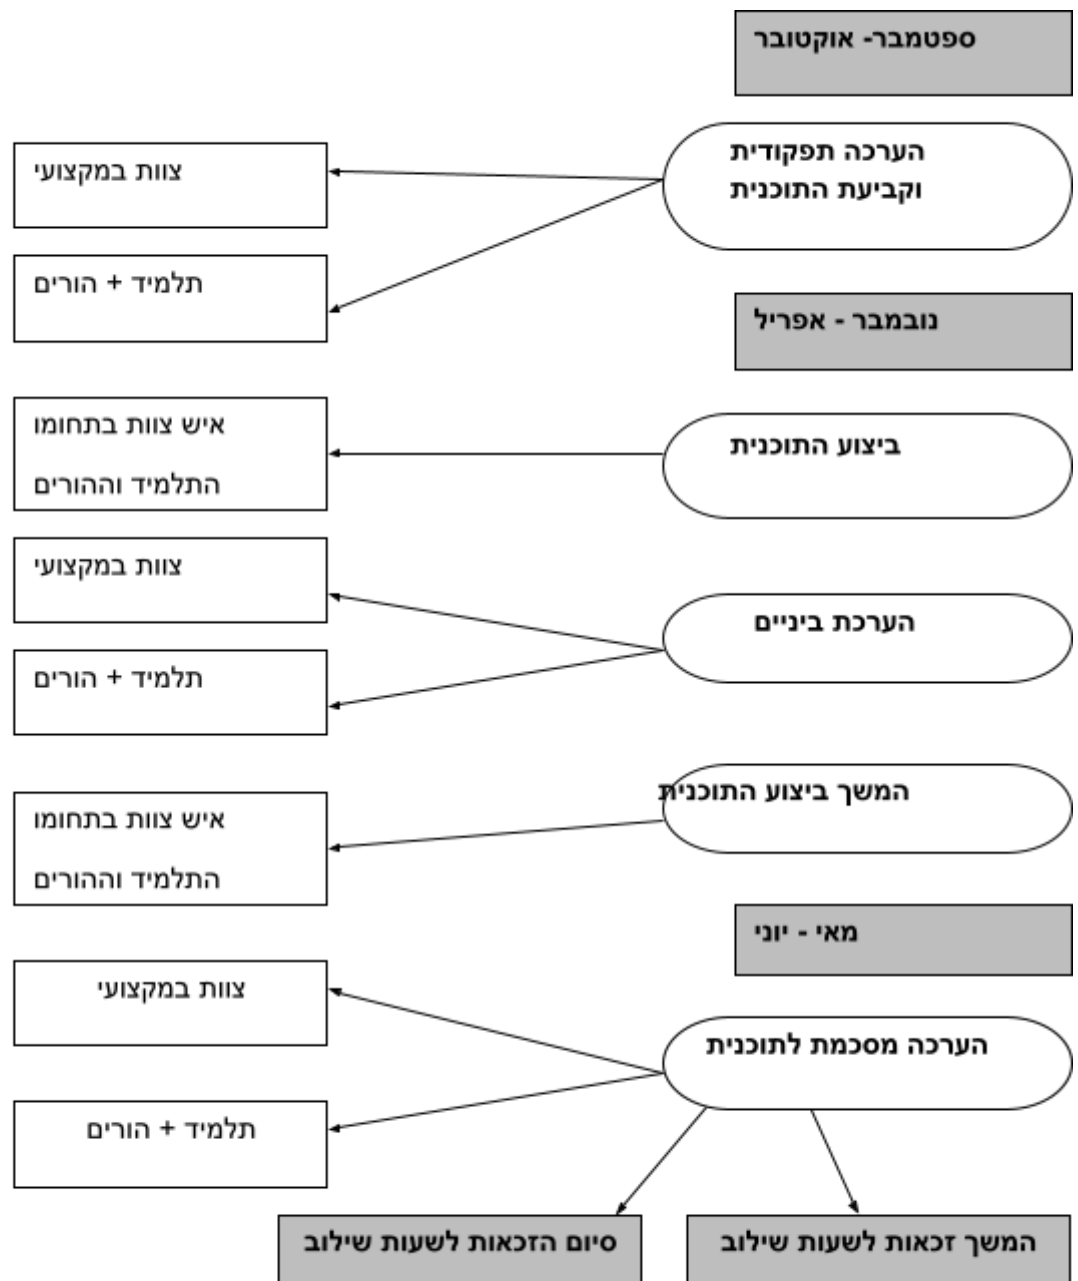 ספטמבר- אוקטובר
הערכה תפקודית
וקביעת התוכנית
צוות במקצועי
תלמיד + הורים
נובמבר - אפריל
ביצוע התוכנית
איש צוות בתחומו
התלמיד וההורים
הערכת ביניים
צוות במקצועי
תלמיד + הורים
המשך ביצוע התוכנית
איש צוות בתחומו
התלמיד וההורים
מאי - יוני
הערכה מסכמת לתוכנית
צוות במקצועי
תלמיד + הורים
המשך זכאות לשעות שילוב
סיום הזכאות לשעות שילוב